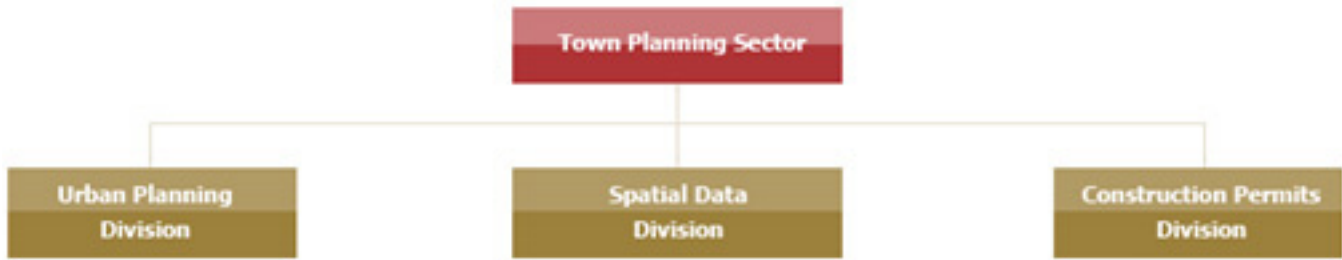 Town Planning Sector
Urban Planning
Division
Spatial Data
Division
Construction Permits
Division